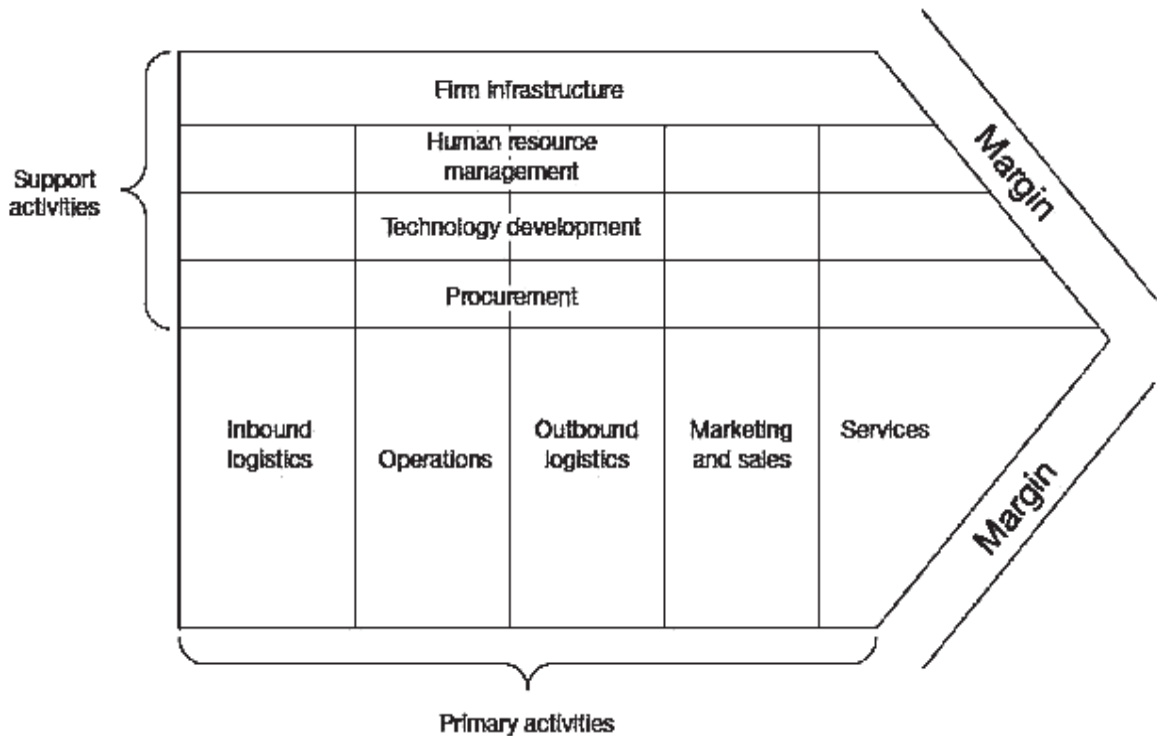 Firm infrastructure
Human resource
management
Support
activities
Technology development
Procurement
Inbound
logistics
Operations
Outbound
logistics
Marketing
and sales
Services
Margin
Margin
Primary activities